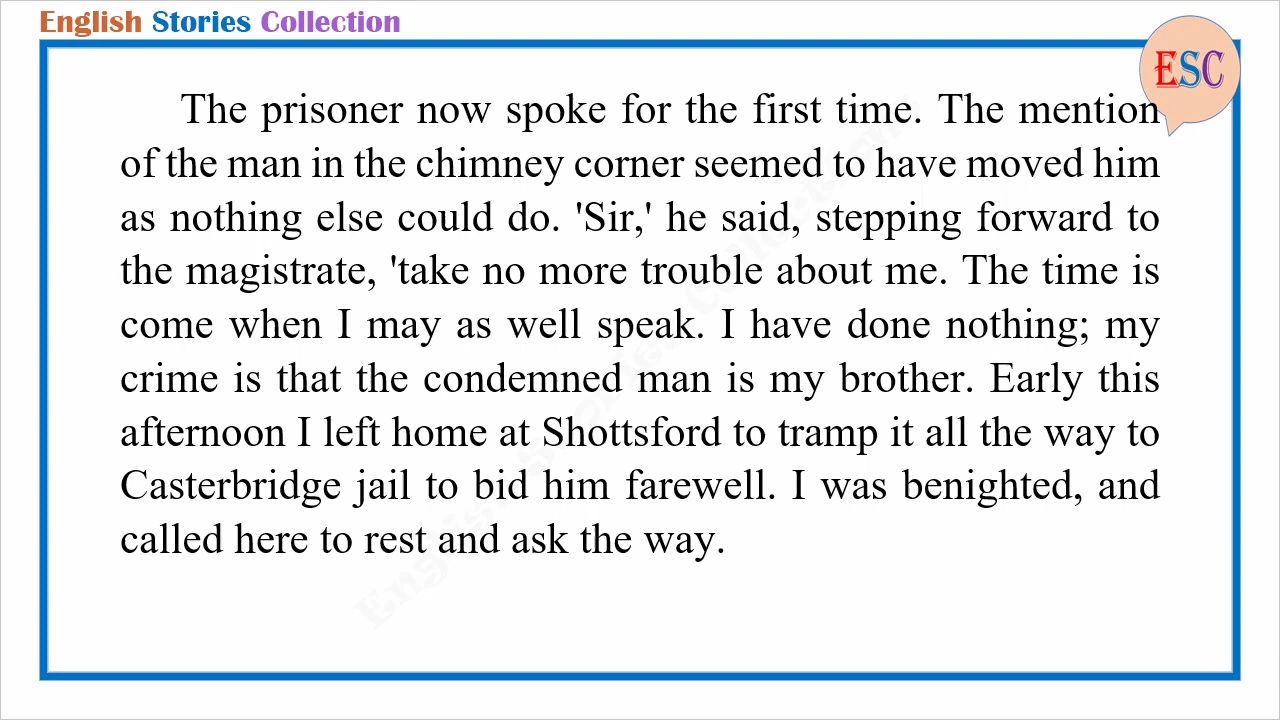 English Stories Collection
ESC
The prisoner now spoke for the first time. The mention
of the man in the chimney corner seemed to have moved him
as nothing else could do. 'Sir,' he said, stepping forward to
the magistrate, 'take no more trouble about me. The time is
come when I may as well speak. I have done nothing; my
crime is that the condemned man is my brother. Early this
afternoon I left home at Shottsford to tramp it all the way to
Casterbridge jail to bid him farewell. I was benighted, and
called here to rest and ask the way.
English Stories Collection